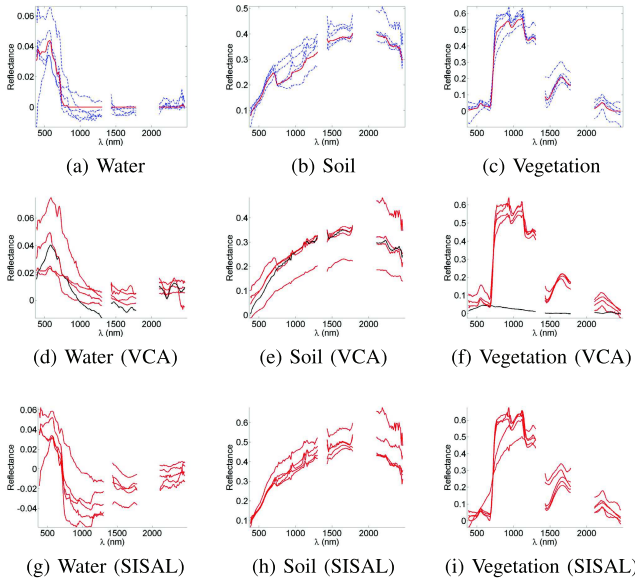 Reflectance
0.06
0.04
0.02
0
500 1000 1500 2000
λ (nm)
(a) Water
Reflectance
0.5
0.4
0.3
0.2
0.1
500 1000 1500 2000
λ (nm)
(b) Soil
Reflectance
0.6
0.5
0.4
0.3
0.2
0.1
0
500 1000 1500 2000
λ (nm)
(c) Vegetation
Reflectance
0.06
0.04
0.02
0
500 1000 1500 2000
λ (nm)
(d) Water (VCA)
Reflectance
0.4
0.3
0.2
0.1
0
500 1000 1500 2000
λ (nm)
(e) Soil (VCA)
Reflectance
0.6
0.5
0.4
0.3
0.2
0.1
0
500 1000 1500 2000
λ (nm)
(f) Vegetation (VCA)
Reflectance
0.06
0.04
0.02
0
-0.02
-0.04
500 1000 1500 2000
λ (nm)
(g) Water (SISAL)
Reflectance
0.6
0.5
0.4
0.3
0.2
0.1
500 1000 1500 2000
λ (nm)
(h) Soil (SISAL)
Reflectance
0.6
0.5
0.4
0.3
0.2
0.1
0
500 1000 1500 2000
λ (nm)
(i) Vegetation (SISAL)